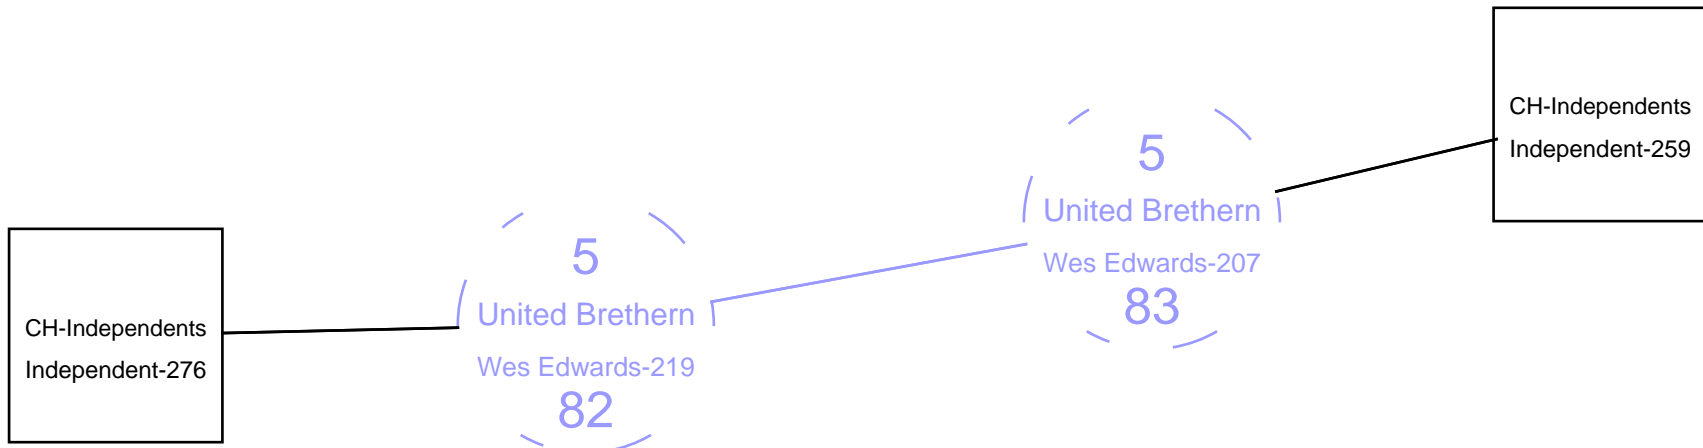 CH-Independents
Independent-276
5
United Brethern
Wes Edwards-219
82
5
United Brethern
Wes Edwards-207
83
CH-Independents
Independent-259